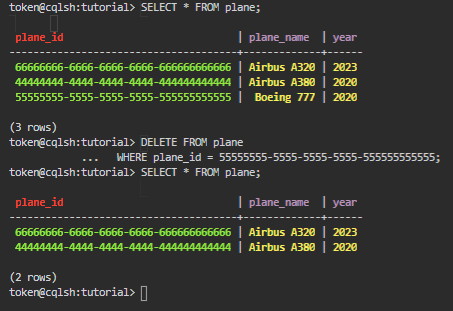 token@cqlsh:tutorial> SELECT * FROM plane;
plane_id | plane_name | year
--------------------------------------+------------+------
66666666-6666-6666-6666-666666666666 | Airbus A320 | 2023
44444444-4444-4444-4444-444444444444 | Airbus A380 | 2020
55555555-5555-5555-5555-555555555555 | Boeing 777 | 2020
(3 rows)
token@cqlsh:tutorial> DELETE FROM plane
... WHERE plane_id = 55555555-5555-5555-5555-555555555555;
token@cqlsh:tutorial> SELECT * FROM plane;
plane_id | plane_name | year
--------------------------------------+------------+------
66666666-6666-6666-6666-666666666666 | Airbus A320 | 2023
44444444-4444-4444-4444-444444444444 | Airbus A380 | 2020
(2 rows)
token@cqlsh:tutorial>